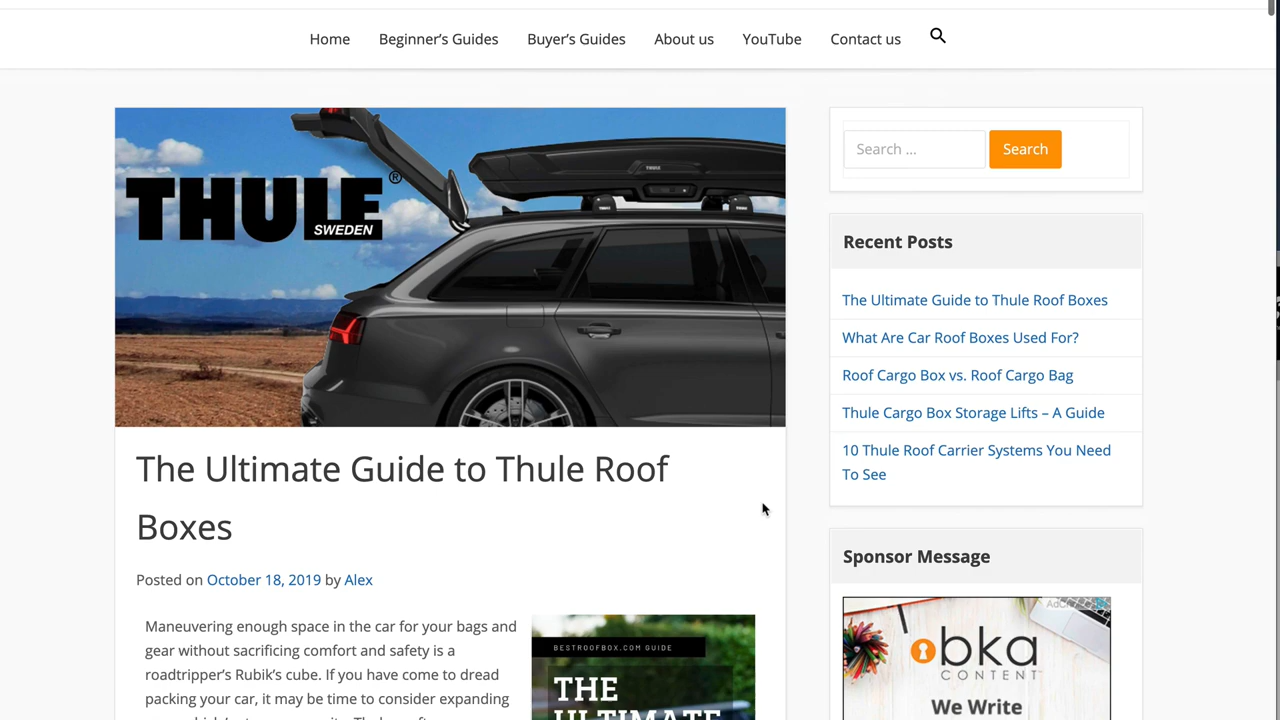 Home Beginner's Guides Buyer's Guides About us YouTube Contact us
THULE®
SWEDEN
THULE
The Ultimate Guide to Thule Roof
Boxes
Posted on October 18, 2019 by Alex
Maneuvering enough space in the car for your bags and
gear without sacrificing comfort and safety is a
roadtripper's Rubik's cube. If you have come to dread
packing your car, it may be time to consider expanding
BESTROOFBOX.COM GUIDE
THE
ULTIMATE
Search ... Search
Recent Posts
The Ultimate Guide to Thule Roof Boxes
What Are Car Roof Boxes Used For?
Roof Cargo Box vs. Roof Cargo Bag
Thule Cargo Box Storage Lifts – A Guide
10 Thule Roof Carrier Systems You Need
To See
Sponsor Message
bka
CONTENT
We Write